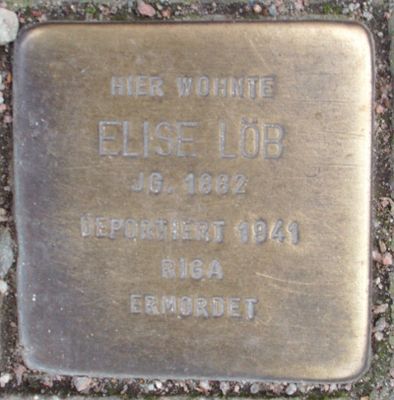 HIER WOHNTE
ELISE LÖB
JG. 1882
DEPORTIERT 1941
RIGA
ERMORDET